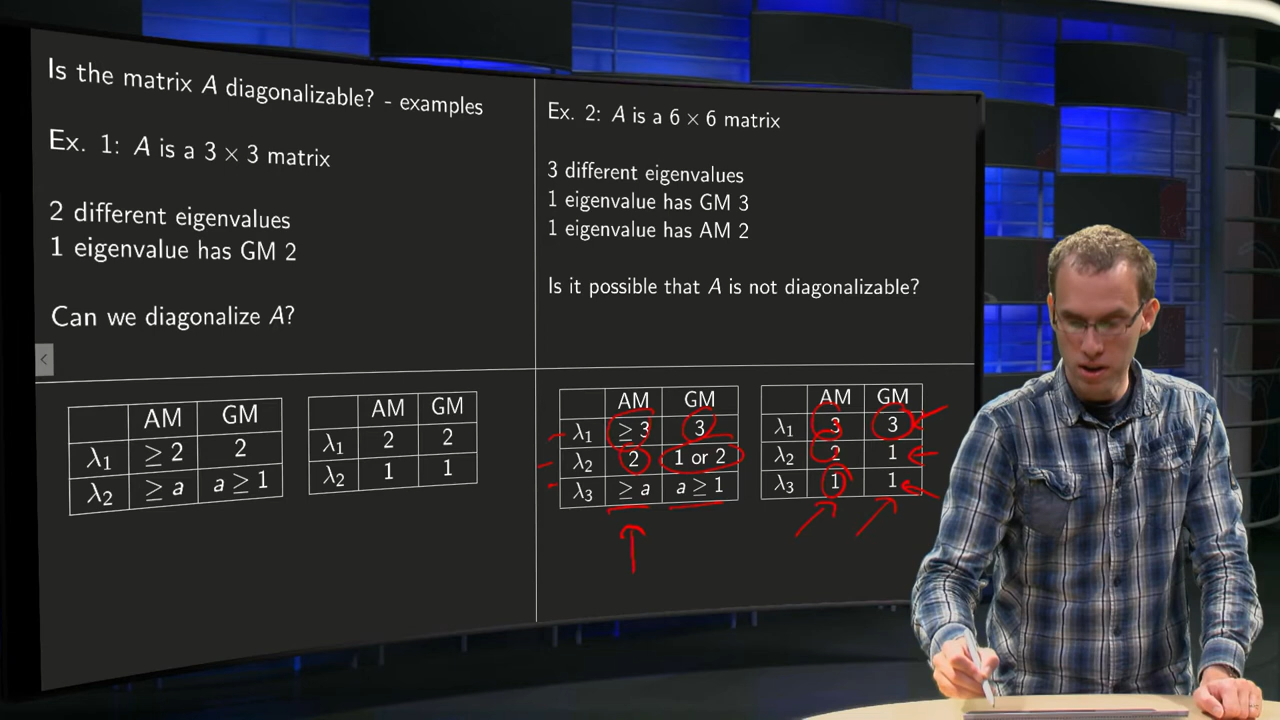 Is the matrix A diagonalizable? - examples
Ex. 1: A is a 3 × 3 matrix
2 different eigenvalues
1 eigenvalue has GM 2
Can we diagonalize A?
AM GM
λ₁ ≥ 2 2
λ₂ ≥ a a ≥ 1
AM GM
λ₁ 2 2
λ₂ 1 1
Ex. 2: A is a 6 × 6 matrix
3 different eigenvalues
1 eigenvalue has GM 3
1 eigenvalue has AM 2
Is it possible that A is not diagonalizable?
AM GM
λ₁ ≥ 3 3
λ₂ 2 1 or 2
λ₃ ≥ a a ≥ 1
AM GM
λ₁ 3 3
λ₂ 2 1
λ₃ 1 1